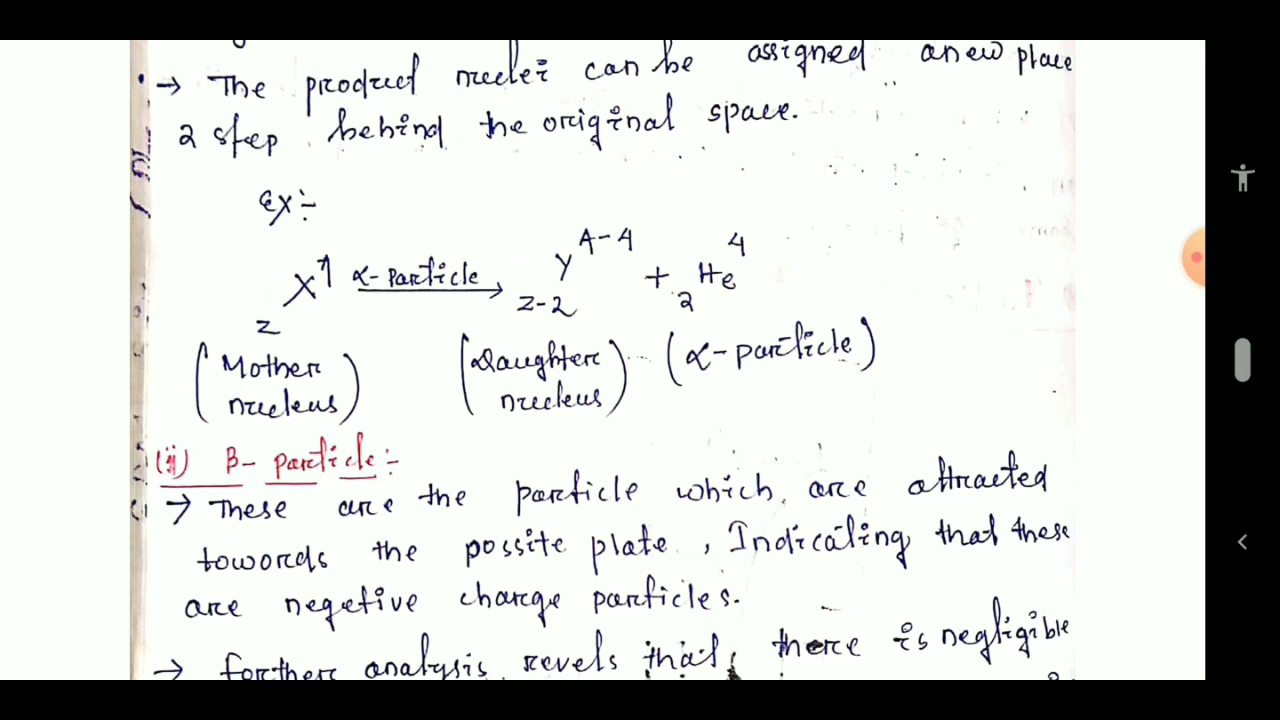 → The product nuclei can be assigned a new place
2 step behind the original space.
Ex:-
zX^A α-particle → z-2Y^A-4 + 2He^4
(Mother nucleus) (Daughter nucleus) (α-particle)
(ii) β- particle:-
→ These are the particle which, are attracted
towords the possite plate, Indicating that these
are negetive charge particles.
→ forther analysis revels that, there is negligible